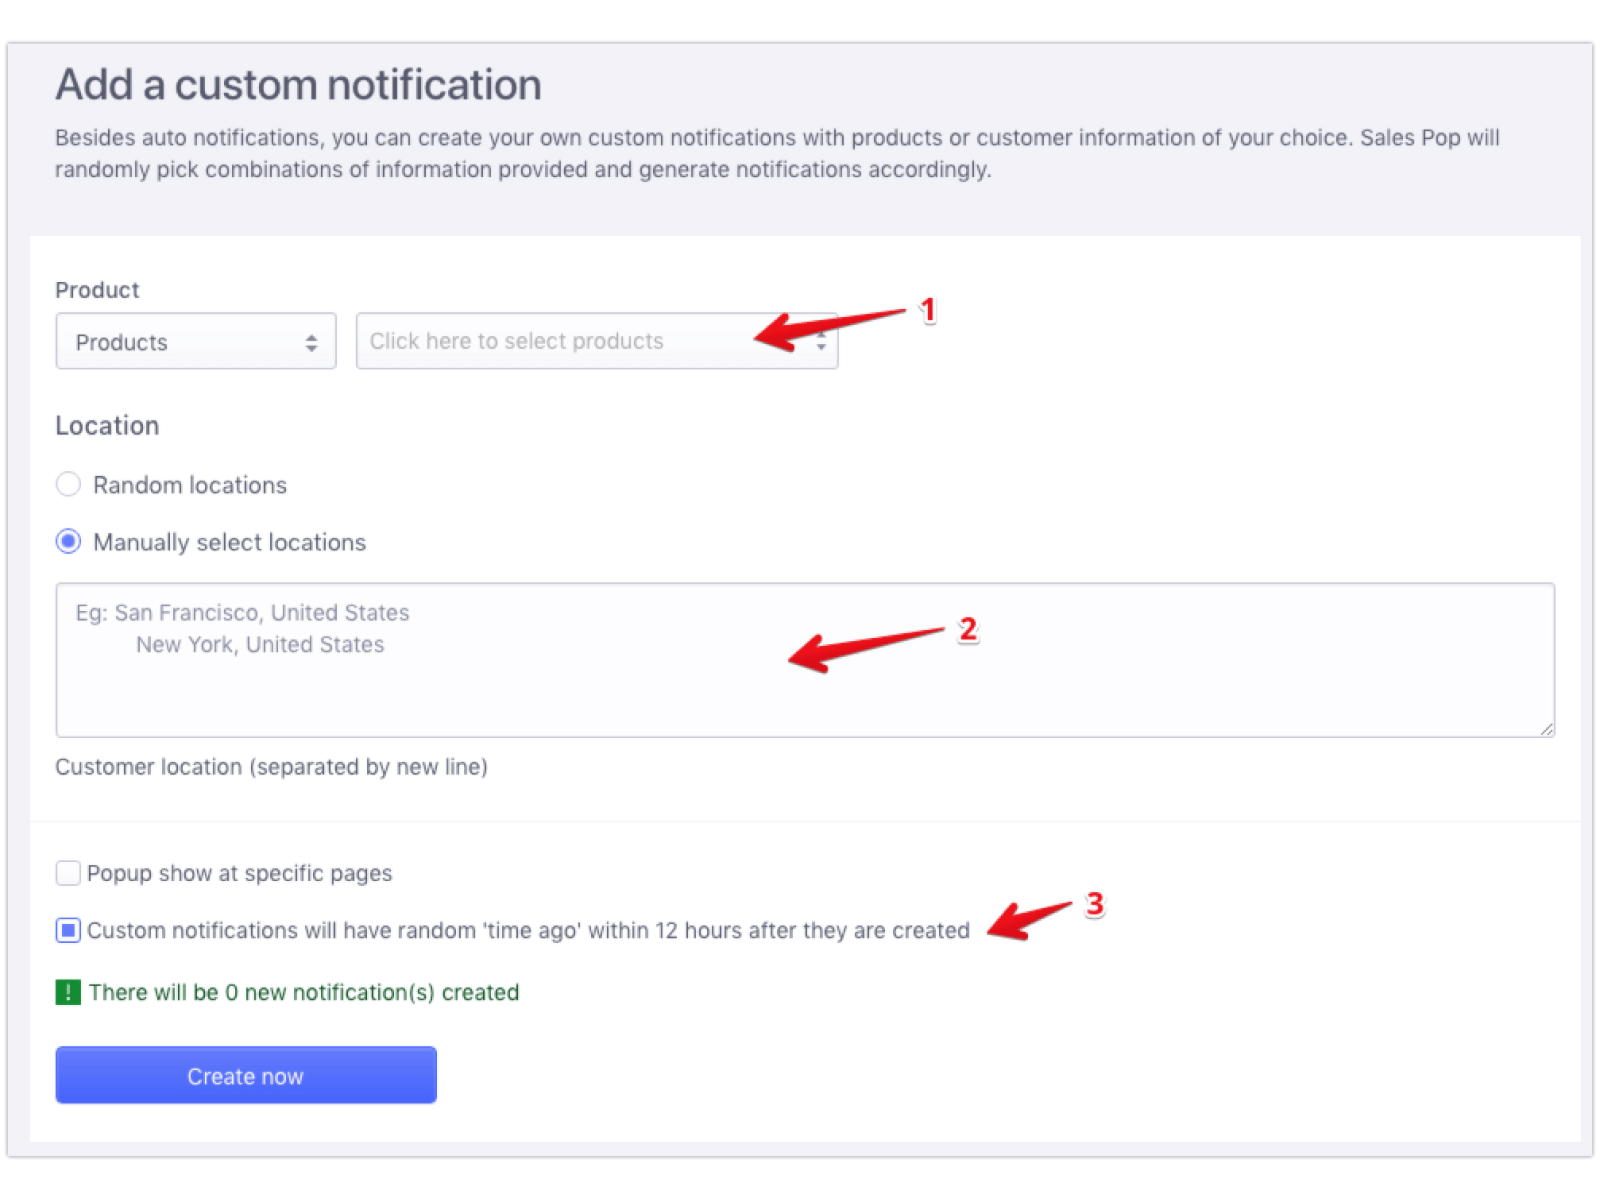 Add a custom notification
Besides auto notifications, you can create your own custom notifications with products or customer information of your choice. Sales Pop will
randomly pick combinations of information provided and generate notifications accordingly.
Product
Products
Click here to select products
1
Location
Random locations
Manually select locations
Eg: San Francisco, United States
New York, United States
2
Customer location (separated by new line)
Popup show at specific pages
Custom notifications will have random 'time ago' within 12 hours after they are created
3
! There will be 0 new notification(s) created
Create now